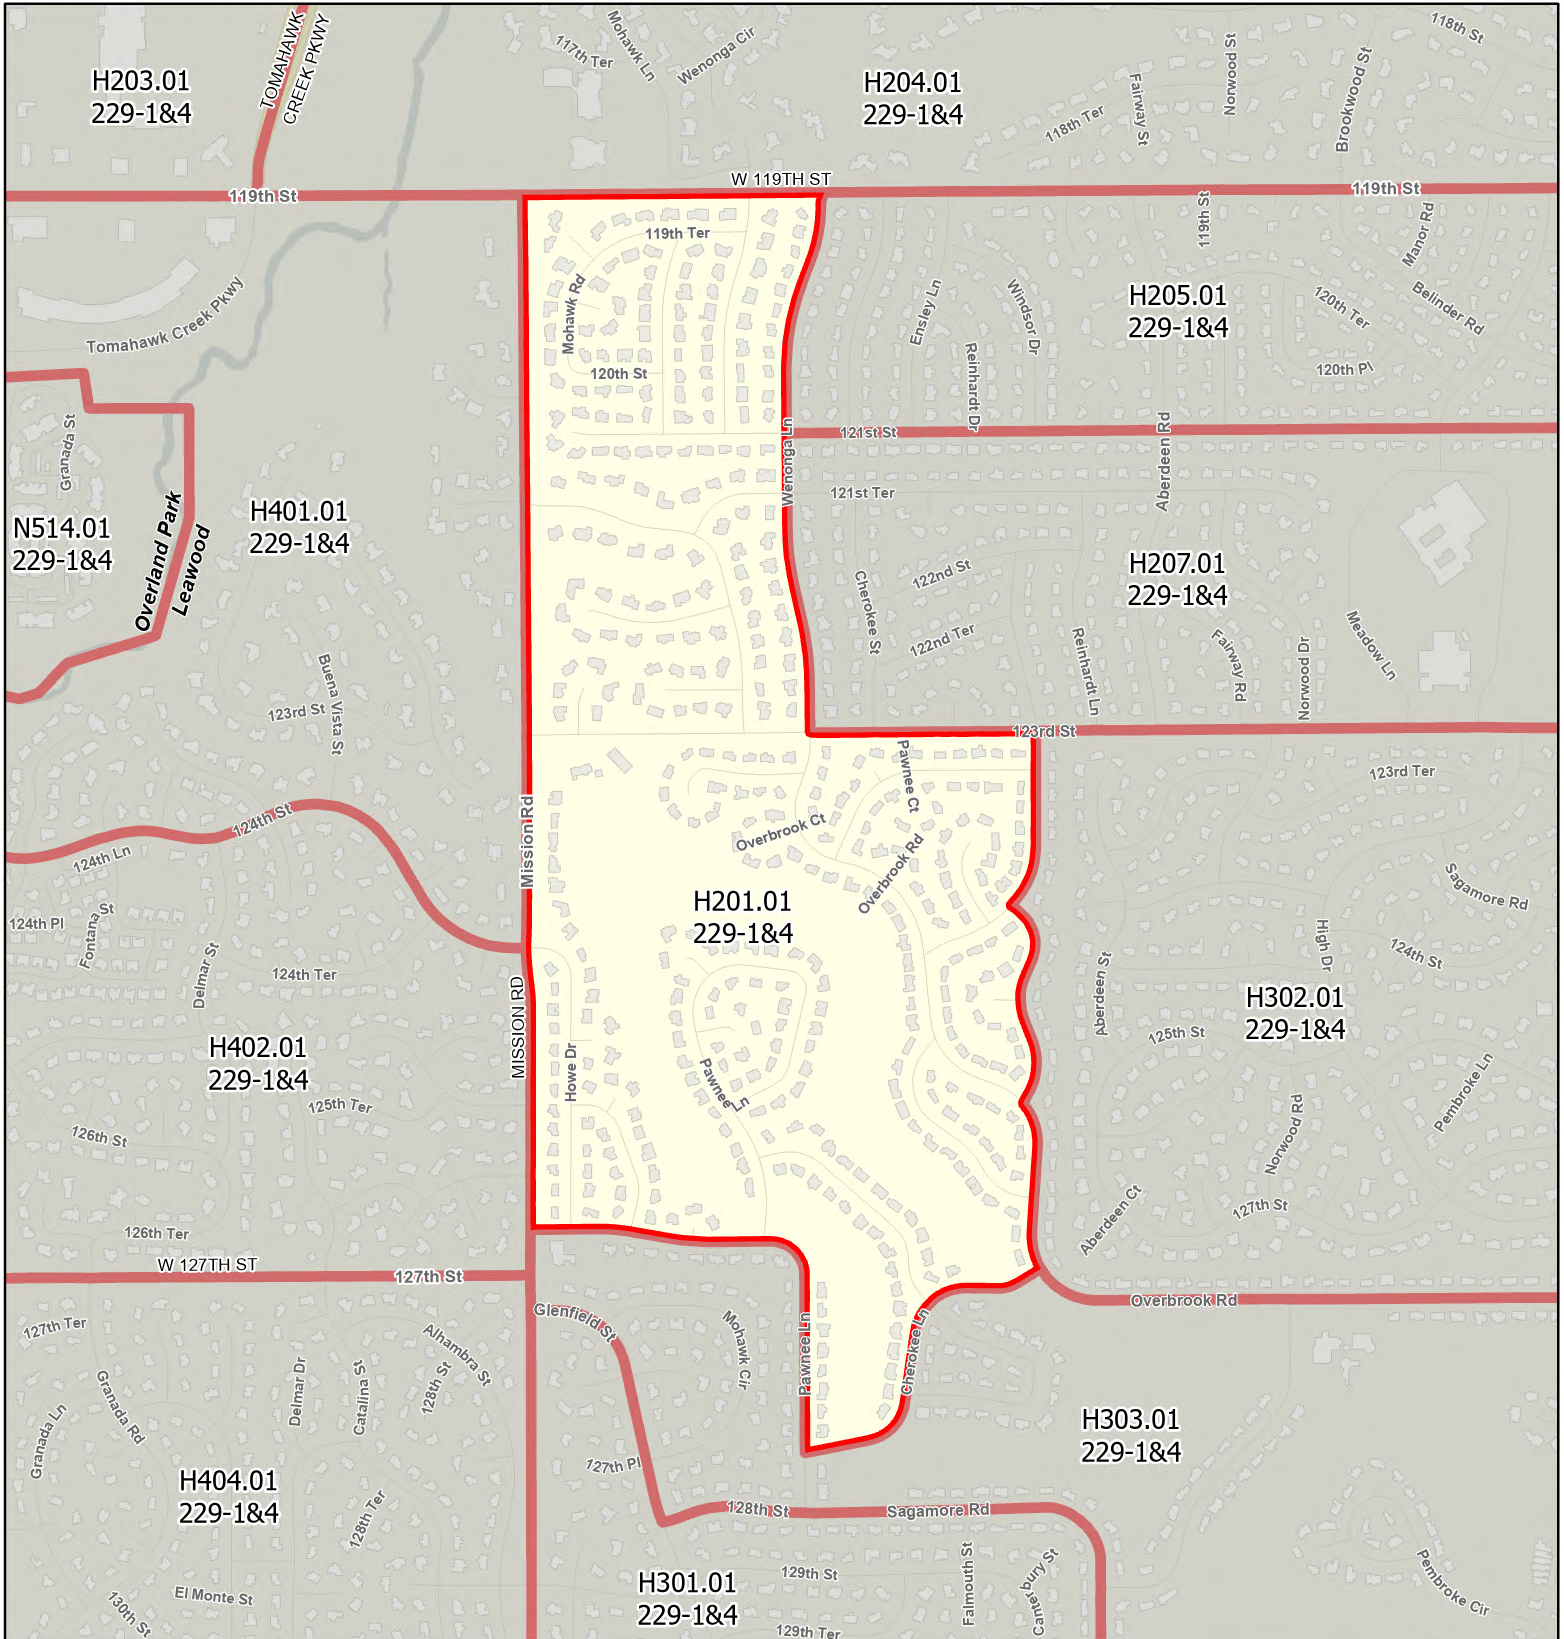 118th St
Mohawk Ln
Wenonga Cir
117th Ter
Norwood St
Brookwood St
Fairway St
118th Ter
TOMAHAWK
CREEK PKWY
H203.01
229-1&4
H204.01
229-1&4
W 119TH ST
119th St
119th St
119th St
Manor Rd
119th Ter
Mohawk Rd
Ensley Ln
Windsor Dr
H205.01
229-1&4
120th Ter
Belinder Rd
Tomahawk Creek Pkwy
Reinhardt Dr
120th St
120th Pl
Granada St
Wenonga Ln
121st St
Aberdeen Rd
121st Ter
N514.01
229-1&4
Overland Park
Leawood
H401.01
229-1&4
H207.01
229-1&4
122nd St
Cherokee St
122nd Ter
Reinhardt Ln
Fairway Rd
Norwood Dr
Meadow Ln
Buena Vista St
123rd St
123rd St
Pawnee Ct
123rd Ter
Mission Rd
124th St
124th Ln
Overbrook Ct
Overbrook Rd
Sagamore Rd
H201.01
229-1&4
124th Pl
Fontana St
High Dr
124th St
Delmar St
124th Ter
Aberdeen St
MISSION RD
H302.01
229-1&4
125th St
H402.01
229-1&4
Howe Dr
Pawnee Ln
Pembroke Ln
125th Ter
126th St
Norwood Rd
126th Ter
Aberdeen Ct
127th St
W 127TH ST
127th St
Overbrook Rd
Glenfield St
Mohawk Cir
Pawnee Ln
Cherokee Ln
127th Ter
Alhambra St
Granada Rd
Delmar Dr
Catalina St
128th St
Granada Ln
H303.01
229-1&4
127th Pl
H404.01
229-1&4
128th Ter
128th St
Sagamore Rd
H301.01
229-1&4
129th St
Falmouth St
Canterbury St
Pembroke Cir
El Monte St
130th St
129th Ter